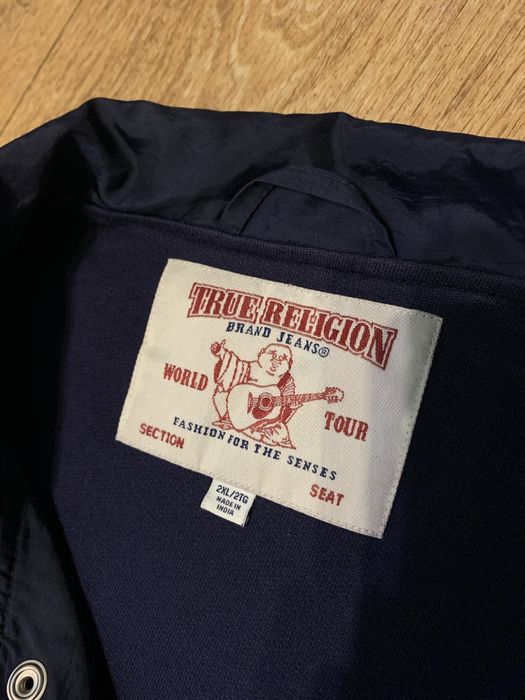 TRUE RELIGION
BRAND JEANS®
WORLD TOUR
FASHION FOR THE SENSES
SECTION SEAT
2XL/2TG
MADE IN
INDIA